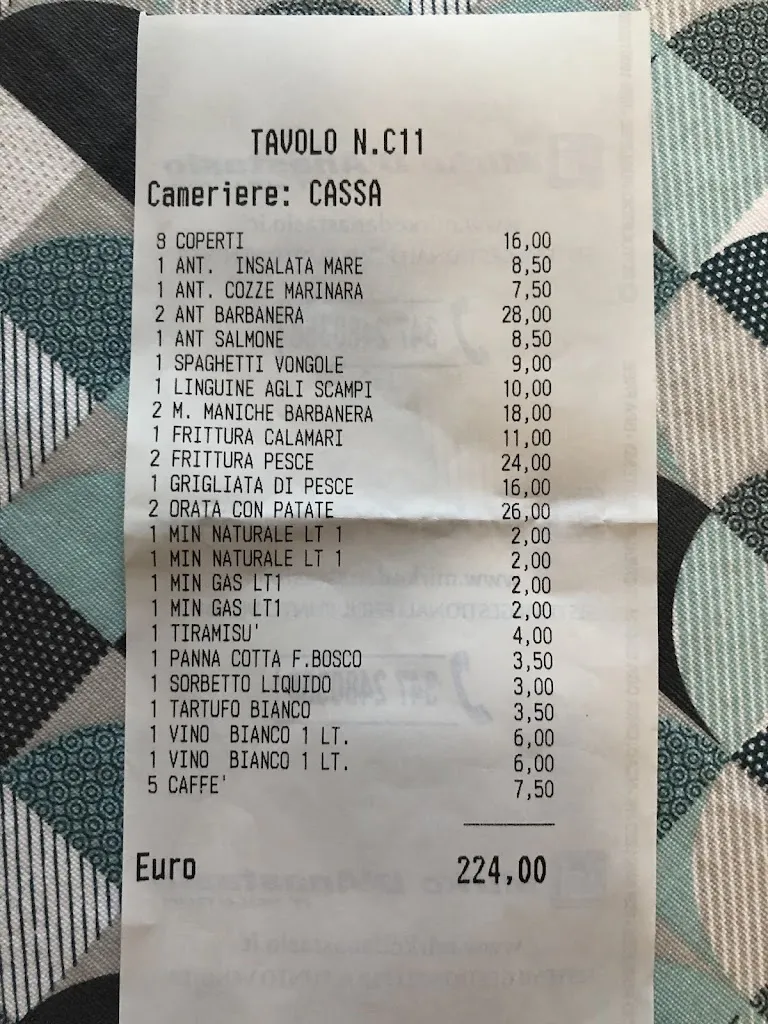 TAVOLO N.C11
Cameriere: CASSA
8 COPERTI 16,00
1 ANT. INSALATA MARE 8,50
1 ANT. COZZE MARINARA 7,50
2 ANT BARBANERA 28,00
1 ANT SALMONE 8,50
1 SPAGHETTI VONGOLE 9,00
1 LINGUINE AGLI SCAMPI 10,00
2 M. MANICHE BARBANERA 18,00
1 FRITTURA CALAMARI 11,00
2 FRITTURA PESCE 24,00
1 GRIGLIATA DI PESCE 16,00
2 ORATA CON PATATE 26,00
1 MIN NATURALE LT 1 2,00
1 MIN NATURALE LT 1 2,00
1 MIN GAS LT1 2,00
1 MIN GAS LT1 2,00
1 TIRAMISU' 4,00
1 PANNA COTTA F.BOSCO 3,50
1 SORBETTO LIQUIDO 3,00
1 TARTUFO BIANCO 3,50
1 VINO BIANCO 1 LT. 6,00
1 VINO BIANCO 1 LT. 6,00
5 CAFFE' 7,50
Euro 224,00